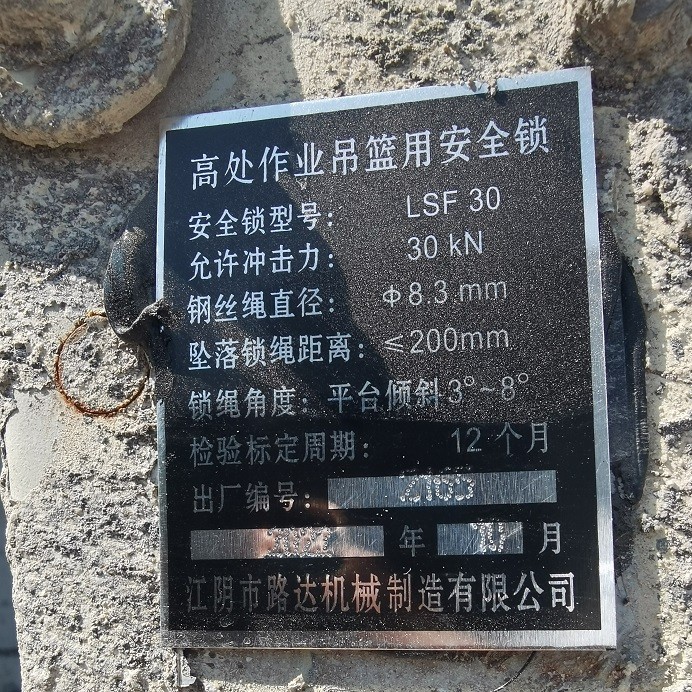 高处作业吊篮用安全锁
安全锁型号: LSF 30
允许冲击力: 30 kN
钢丝绳直径: Φ8.3 mm
坠落锁绳距离: ≤200mm
锁绳角度: 平台倾斜3°~8°
检验标定周期: 12 个月
出厂编号: 2165
年 10 月
江阴市路达机械制造有限公司